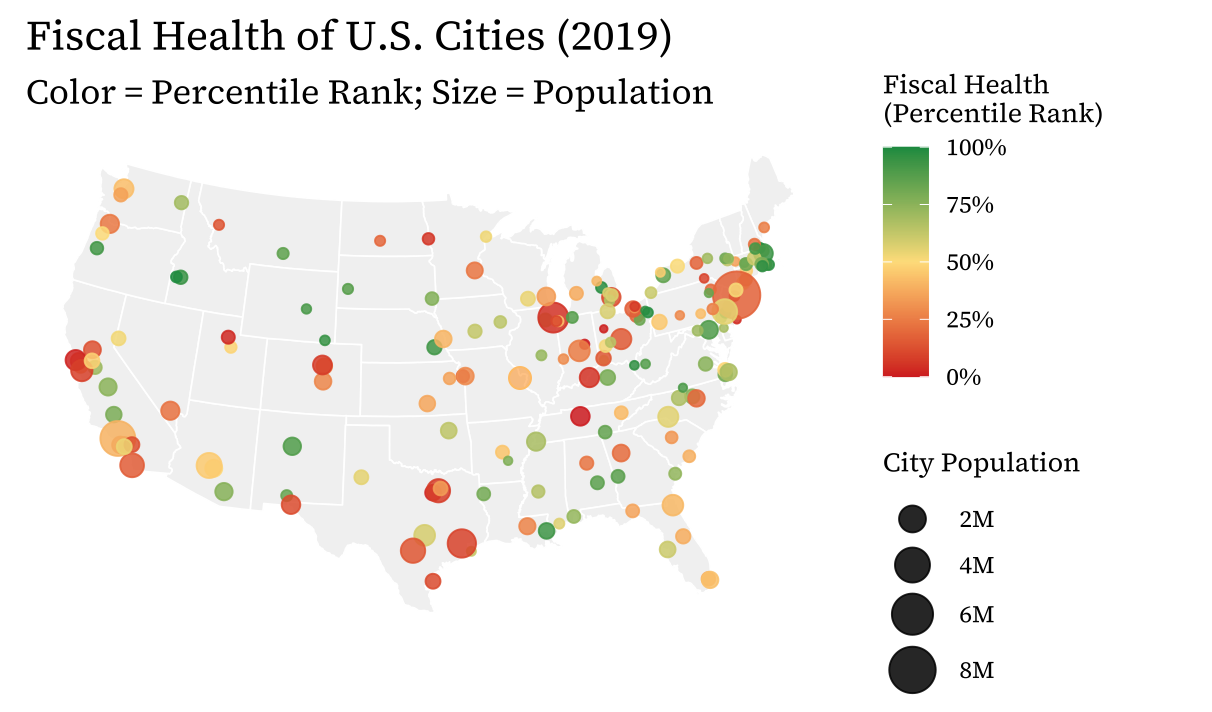 Fiscal Health of U.S. Cities (2019)
Color = Percentile Rank; Size = Population
Fiscal Health
(Percentile Rank)
100%
75%
50%
25%
0%
City Population
2M
4M
6M
8M